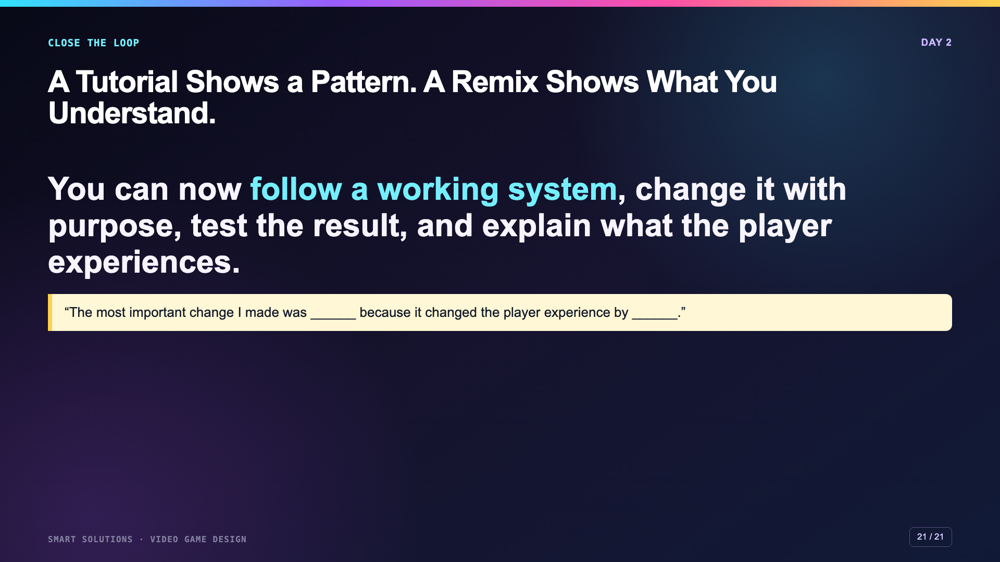 CLOSE THE LOOP
DAY 2
A Tutorial Shows a Pattern. A Remix Shows What You
Understand.
You can now follow a working system, change it with
purpose, test the result, and explain what the player
experiences.
“The most important change I made was ______ because it changed the player experience by ______.”
SMART SOLUTIONS · VIDEO GAME DESIGN
21 / 21